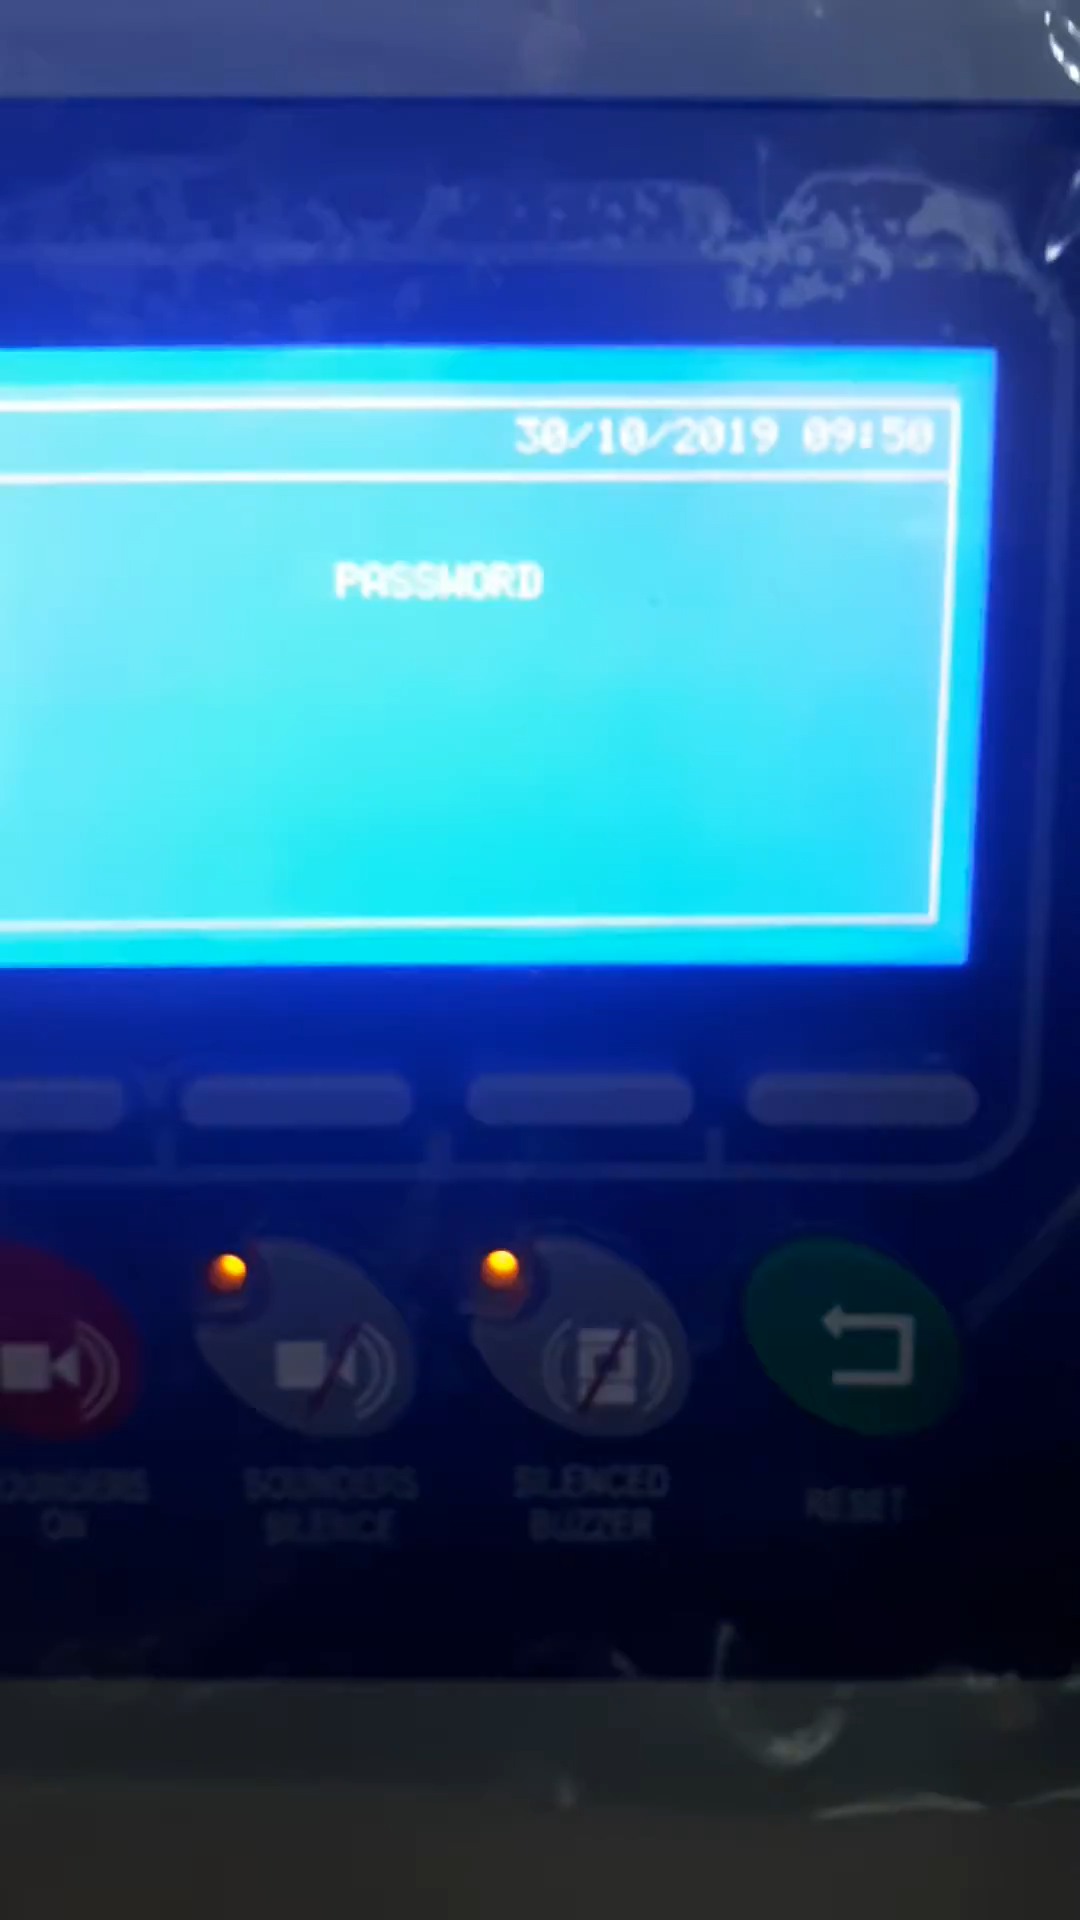 30/10/2019 09:50
PASSWORD
SOUNDERS
SILENCE
SILENCED
BUZZER
RESET
ON